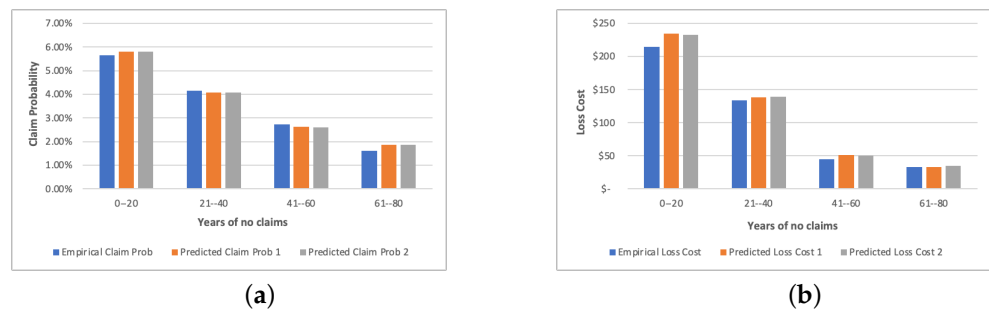 7.00%
6.00%
5.00%
4.00%
3.00%
2.00%
1.00%
0.00%
Claim Probability
0--20
21--40
41--60
61--80
Years of no claims
Empirical Claim Prob
Predicted Claim Prob 1
Predicted Claim Prob 2
(a)
$250
$200
$150
$100
$50
$-
Loss Cost
0--20
21--40
41--60
61--80
Years of no claims
Empirical Loss Cost
Predicted Loss Cost 1
Predicted Loss Cost 2
(b)